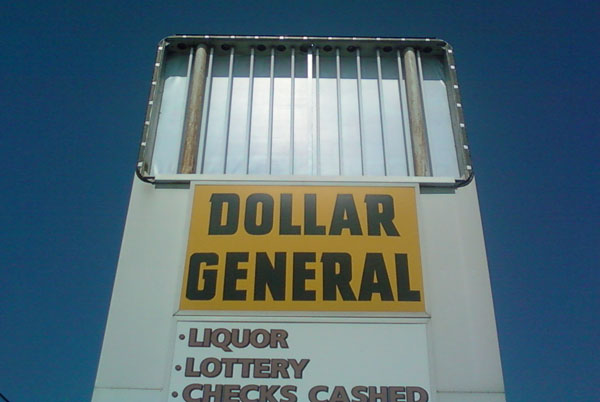 DOLLAR
GENERAL
• LIQUOR
• LOTTERY
• CHECKS CASHED